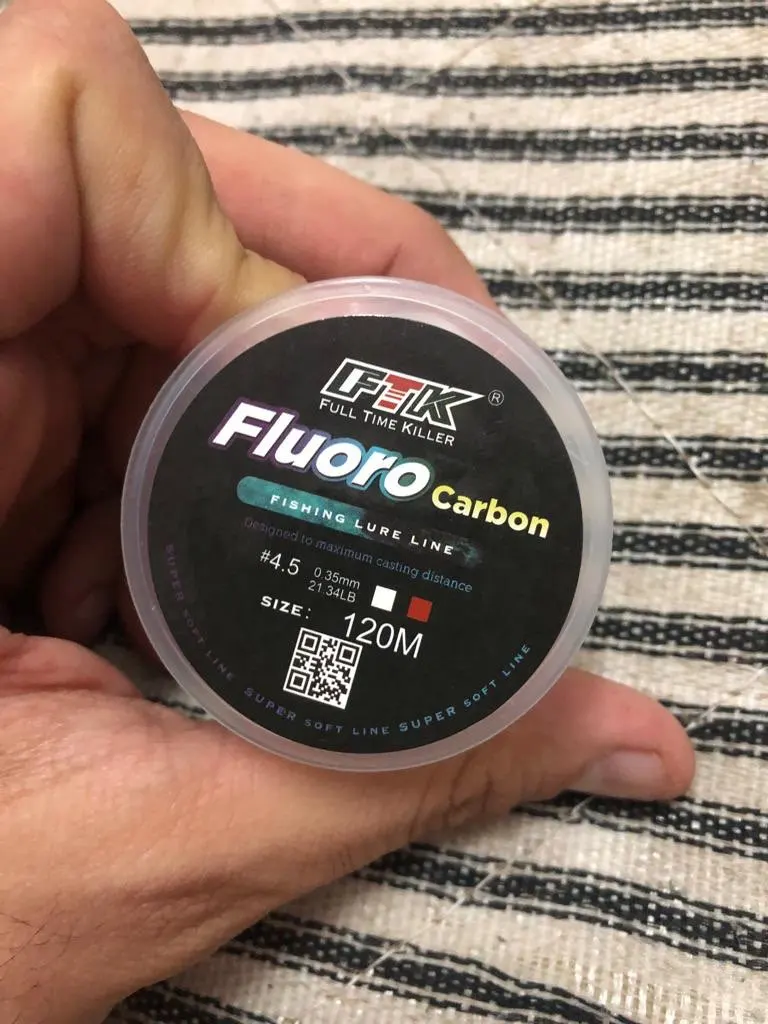 FTK®
FULL TIME KILLER
Fluoro Carbon
FISHING LURE LINE
Designed to maximum casting distance
#4.5
0.35mm
21.34LB
SIZE: 120M
SUPER SOFT LINE SUPER SOFT LINE SUPER SOFT LINE